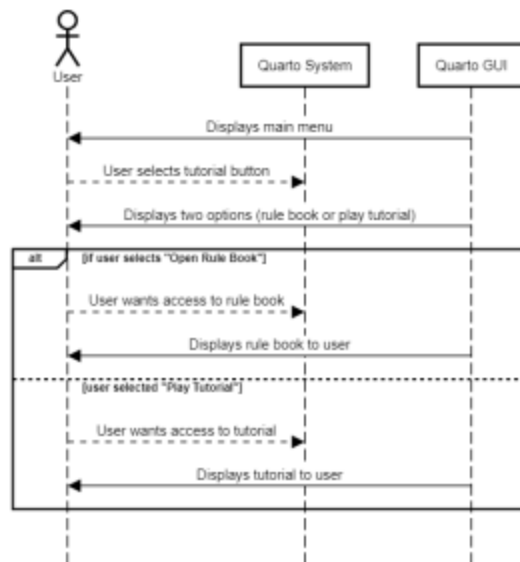 User
Quarto System
Quarto GUI
Displays main menu
User selects tutorial button
Displays two options (rule book or play tutorial)
alt
[if user selects "Open Rule Book"]
User wants access to rule book
Displays rule book to user
[user selected "Play Tutorial"]
User wants access to tutorial
Displays tutorial to user